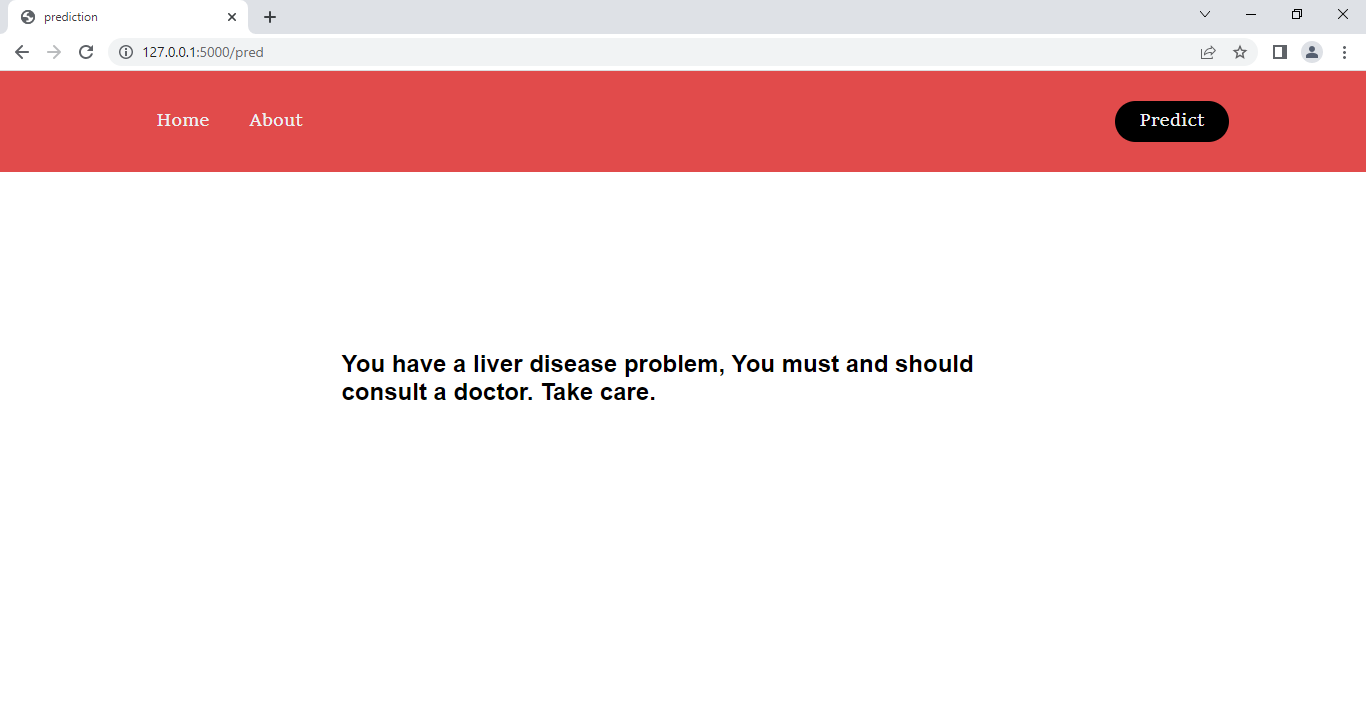 prediction
127.0.0.1:5000/pred
Home About Predict
You have a liver disease problem, You must and should
consult a doctor. Take care.